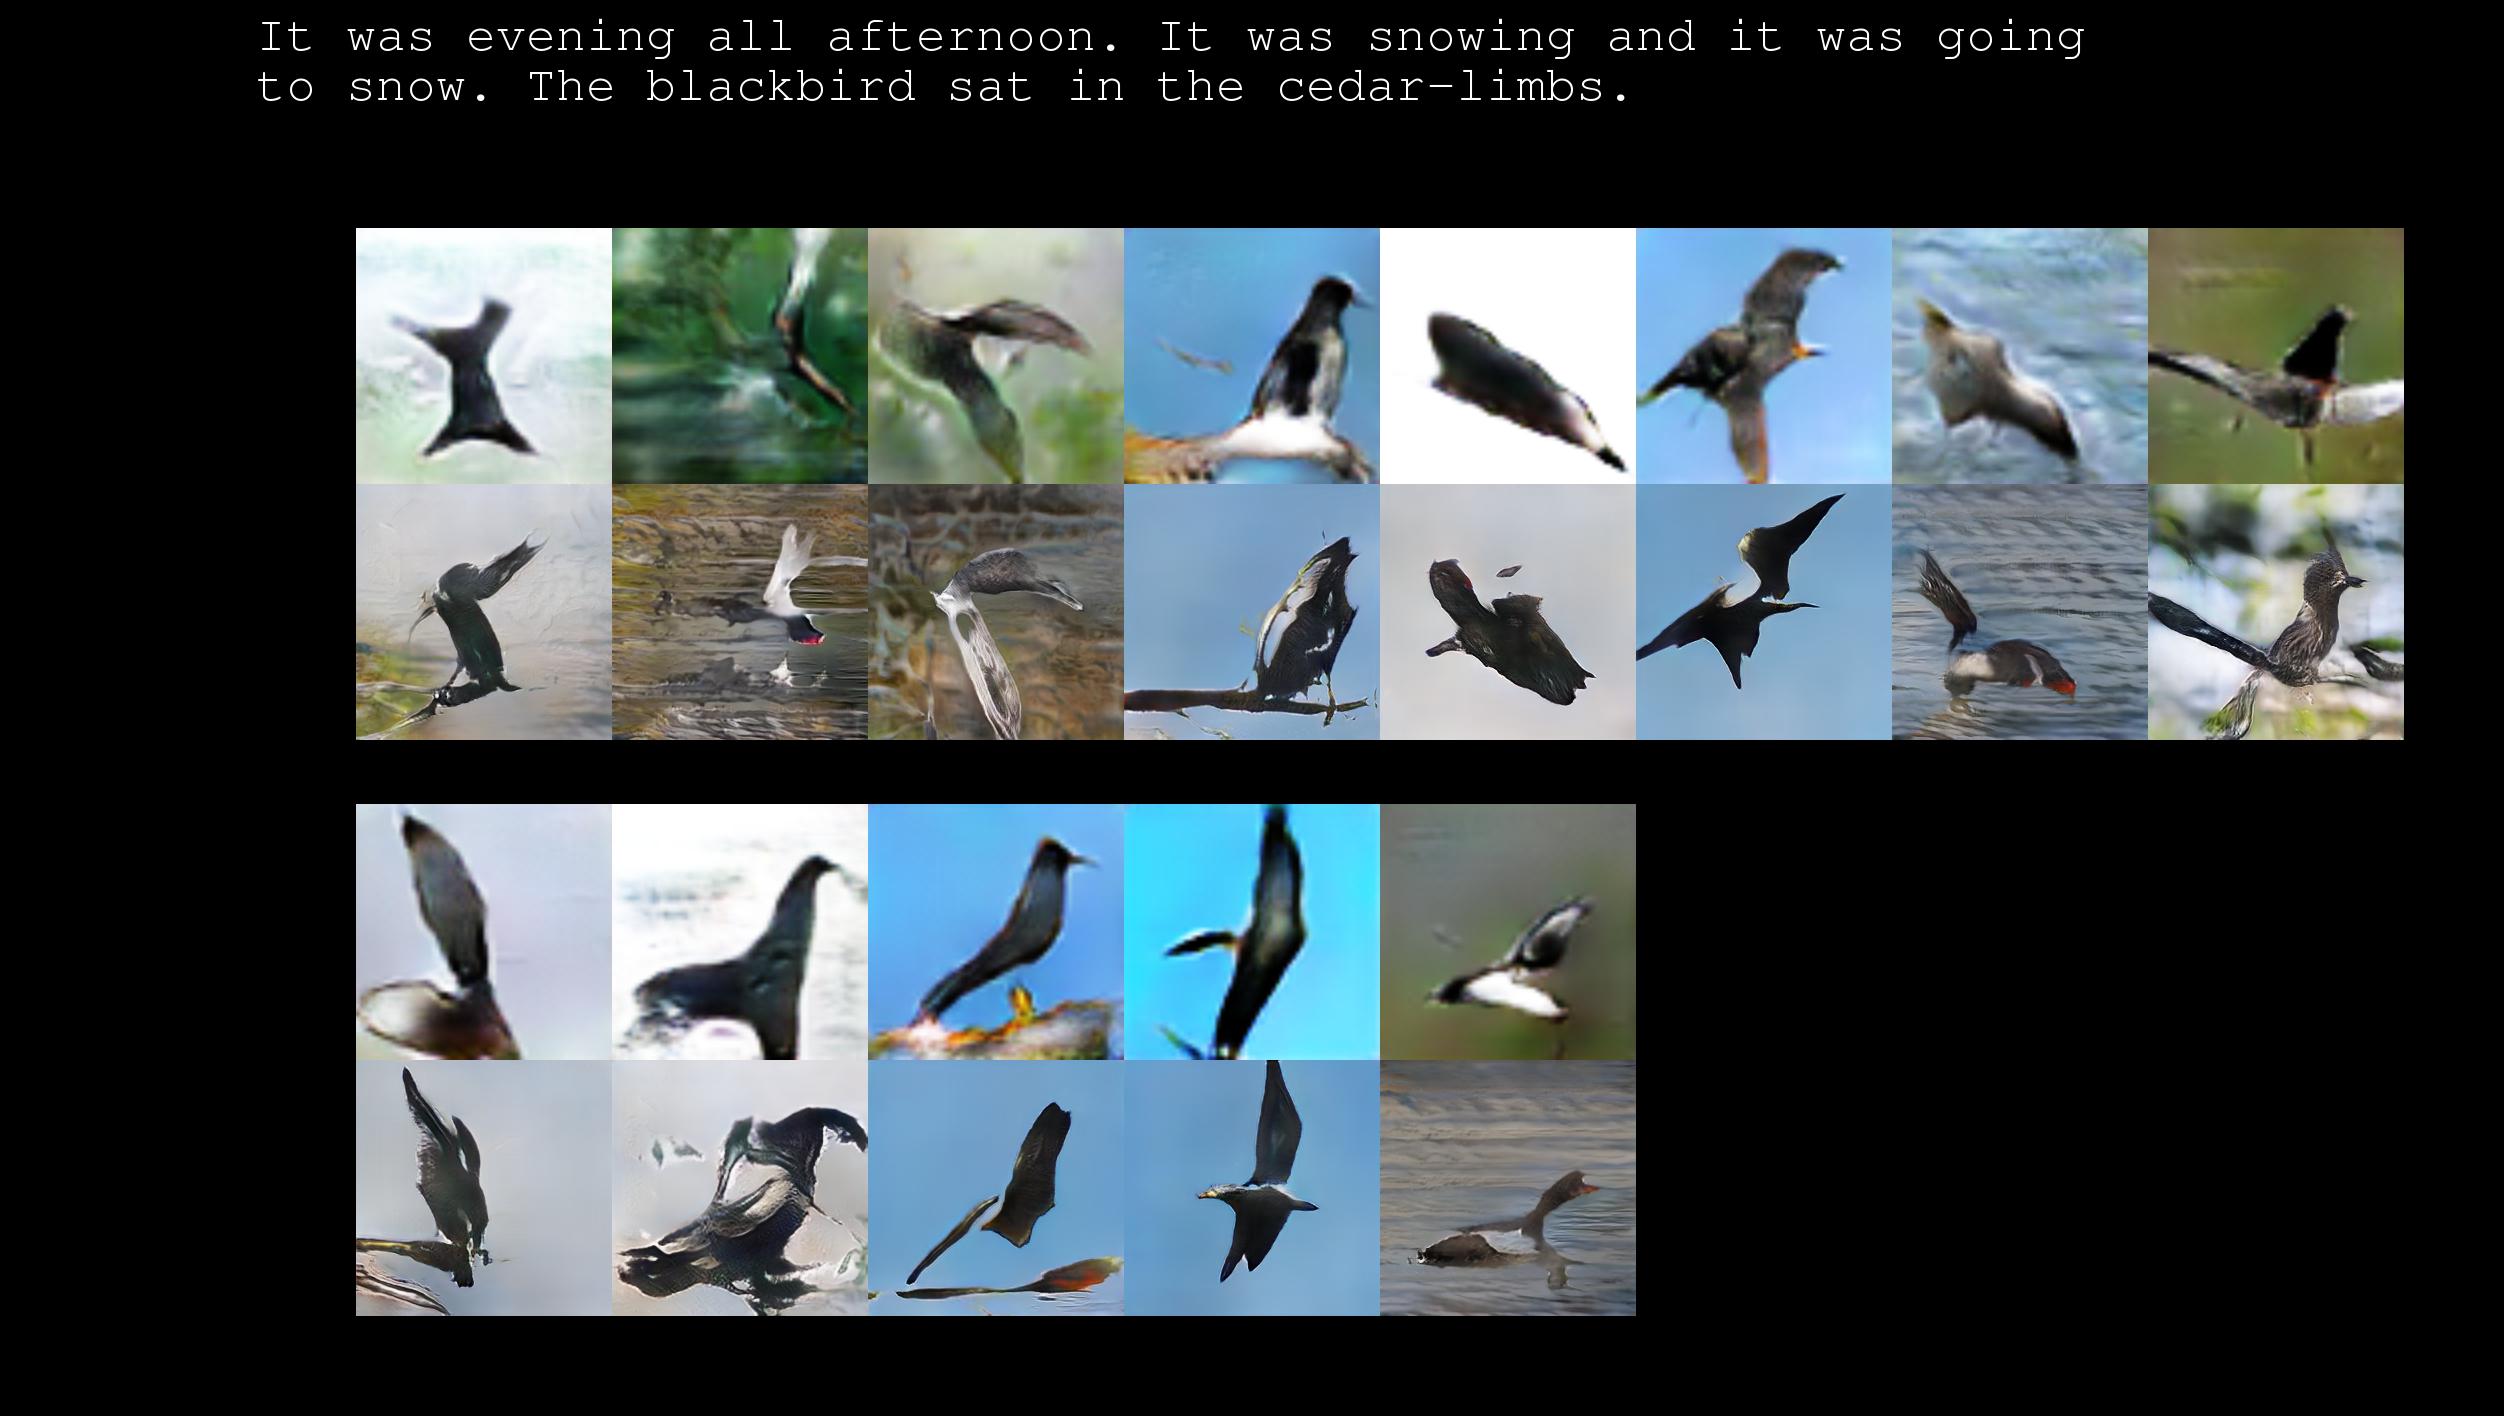 It was evening all afternoon. It was snowing and it was going
to snow. The blackbird sat in the cedar-limbs.